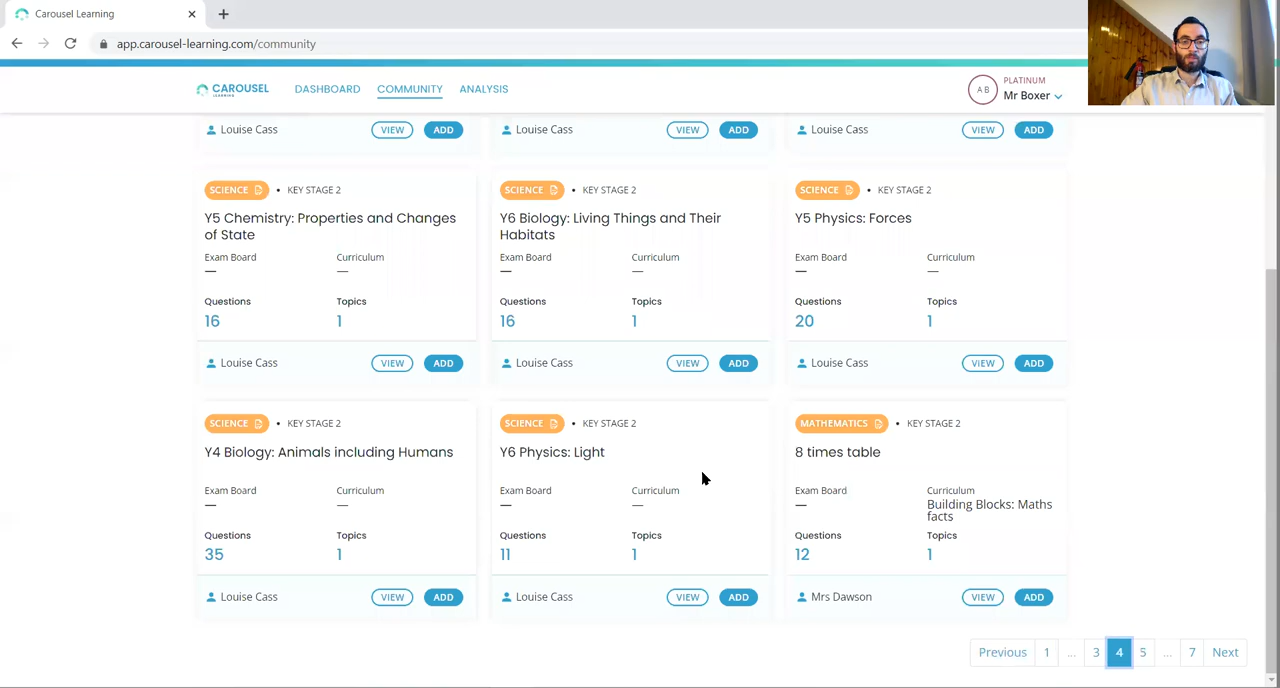 Carousel Learning
app.carousel-learning.com/community
CAROUSEL
LEARNING
DASHBOARD COMMUNITY ANALYSIS
A B
PLATINUM
Mr Boxer
Louise Cass VIEW ADD
Louise Cass VIEW ADD
Louise Cass VIEW ADD
SCIENCE • KEY STAGE 2
Y5 Chemistry: Properties and Changes
of State
Exam Board Curriculum
— —
Questions Topics
16 1
Louise Cass VIEW ADD
SCIENCE • KEY STAGE 2
Y6 Biology: Living Things and Their
Habitats
Exam Board Curriculum
— —
Questions Topics
16 1
Louise Cass VIEW ADD
SCIENCE • KEY STAGE 2
Y5 Physics: Forces
Exam Board Curriculum
— —
Questions Topics
20 1
Louise Cass VIEW ADD
SCIENCE • KEY STAGE 2
Y4 Biology: Animals including Humans
Exam Board Curriculum
— —
Questions Topics
35 1
Louise Cass VIEW ADD
SCIENCE • KEY STAGE 2
Y6 Physics: Light
Exam Board Curriculum
— —
Questions Topics
11 1
Louise Cass VIEW ADD
MATHEMATICS • KEY STAGE 2
8 times table
Exam Board Curriculum
— Building Blocks: Maths
facts
Questions Topics
12 1
Mrs Dawson VIEW ADD
Previous 1 ... 3 4 5 ... 7 Next